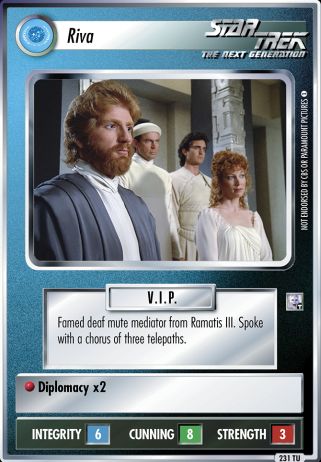 Riva
STAR TREK
THE NEXT GENERATION
NOT ENDORSED BY CBS OR PARAMOUNT PICTURES
V.I.P.
Famed deaf mute mediator from Ramatis III. Spoke
with a chorus of three telepaths.
Diplomacy x2
INTEGRITY 6 CUNNING 8 STRENGTH 3
231 TU